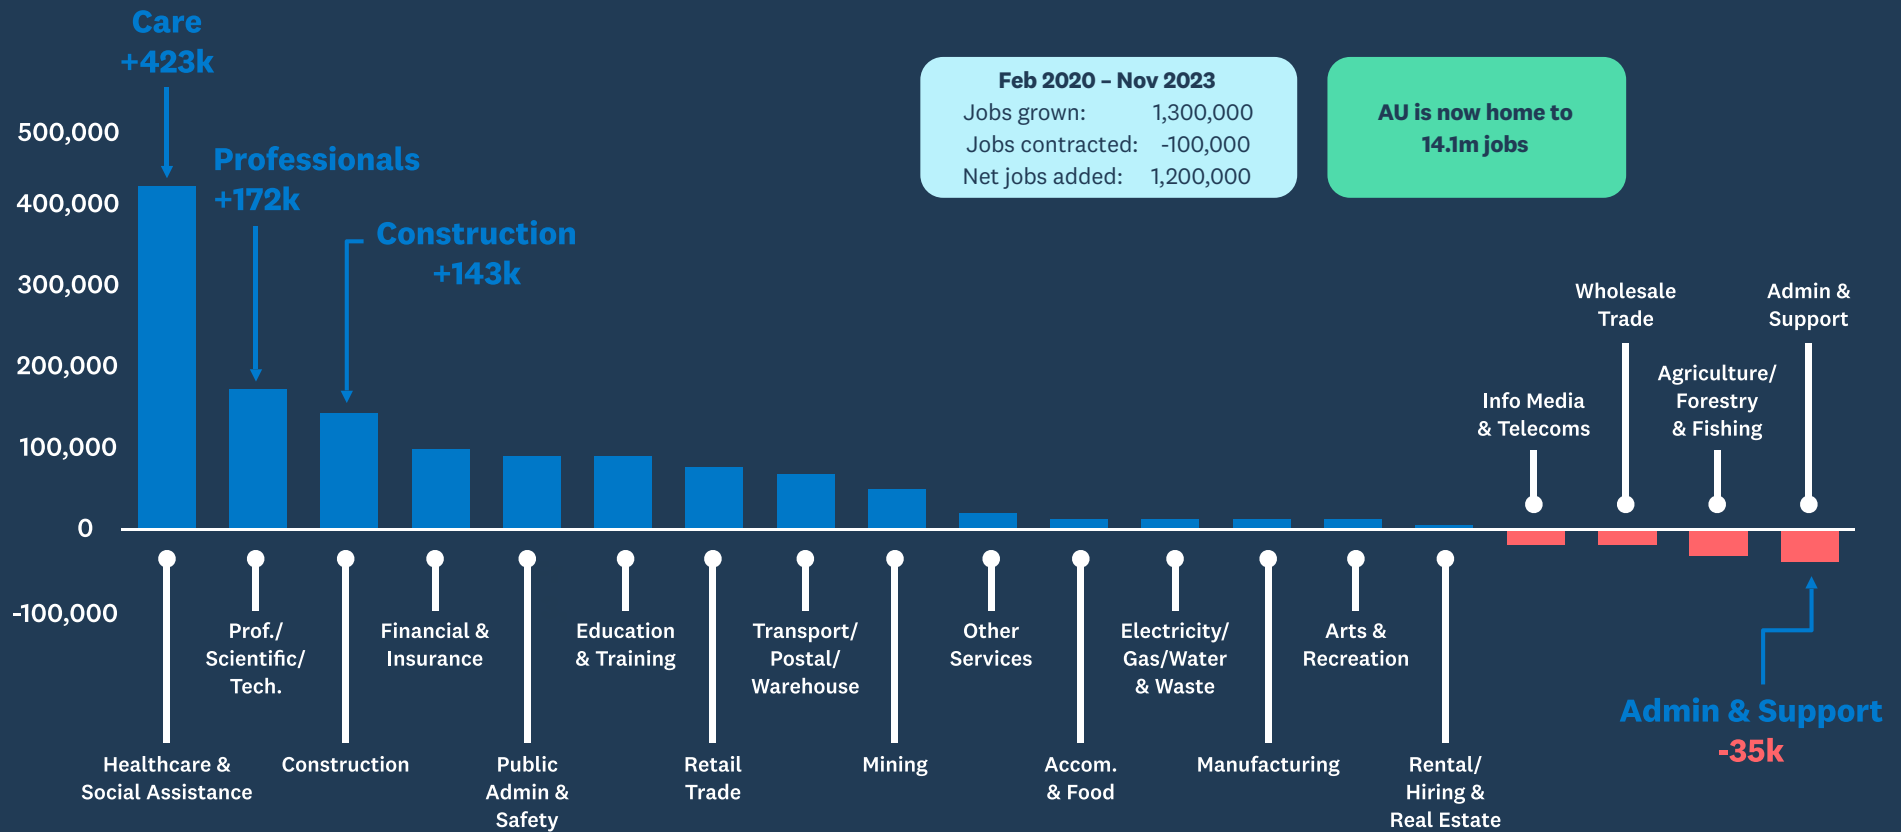 Care
+423k
Professionals
+172k
Construction
+143k
Feb 2020 – Nov 2023
Jobs grown: 1,300,000
Jobs contracted: -100,000
Net jobs added: 1,200,000
AU is now home to
14.1m jobs
500,000
400,000
300,000
200,000
100,000
0
-100,000
Healthcare &
Social Assistance
Prof./
Scientific/
Tech.
Construction
Financial &
Insurance
Public
Admin &
Safety
Education
& Training
Retail
Trade
Transport/
Postal/
Warehouse
Mining
Other
Services
Accom.
& Food
Electricity/
Gas/Water
& Waste
Manufacturing
Arts &
Recreation
Rental/
Hiring &
Real Estate
Info Media
& Telecoms
Wholesale
Trade
Agriculture/
Forestry
& Fishing
Admin &
Support
Admin & Support
-35k